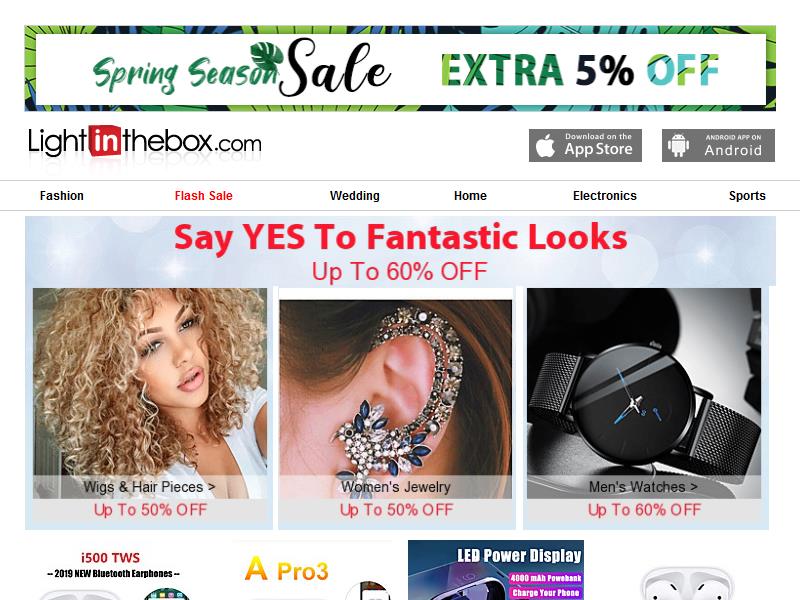 Spring Season Sale EXTRA 5% OFF
Lightinthebox.com
Download on the
App Store
ANDROID APP ON
Android
Fashion Flash Sale Wedding Home Electronics Sports
Say YES To Fantastic Looks
Up To 60% OFF
Wigs & Hair Pieces > Women's Jewelry Men's Watches >
Up To 50% OFF Up To 50% OFF Up To 60% OFF
i500 TWS
-- 2019 NEW Bluetooth Earphones --
A Pro3
LED Power Display
4000 mAh Powebank
Charge Your Phone